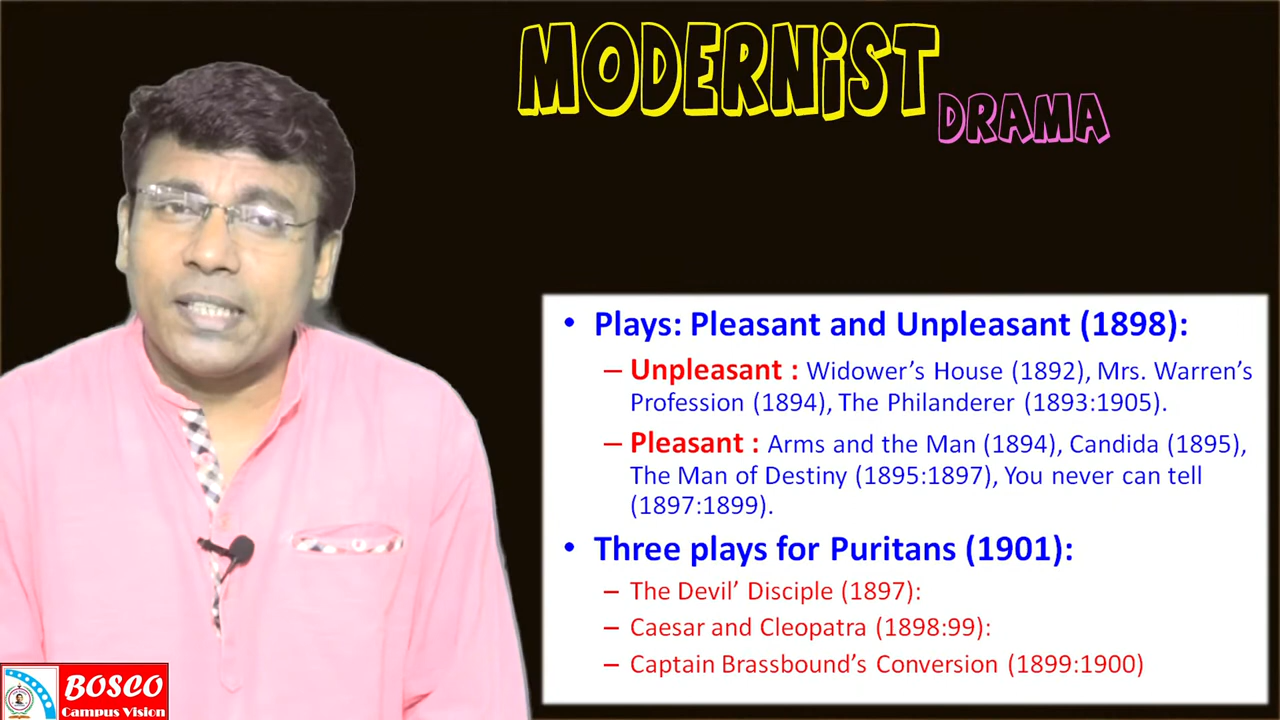 MODERNiST
DRAMA
• Plays: Pleasant and Unpleasant (1898):
– Unpleasant : Widower’s House (1892), Mrs. Warren’s
Profession (1894), The Philanderer (1893:1905).
– Pleasant : Arms and the Man (1894), Candida (1895),
The Man of Destiny (1895:1897), You never can tell
(1897:1899).
• Three plays for Puritans (1901):
– The Devil’ Disciple (1897):
– Caesar and Cleopatra (1898:99):
– Captain Brassbound’s Conversion (1899:1900)
BOSCO
Campus Vision